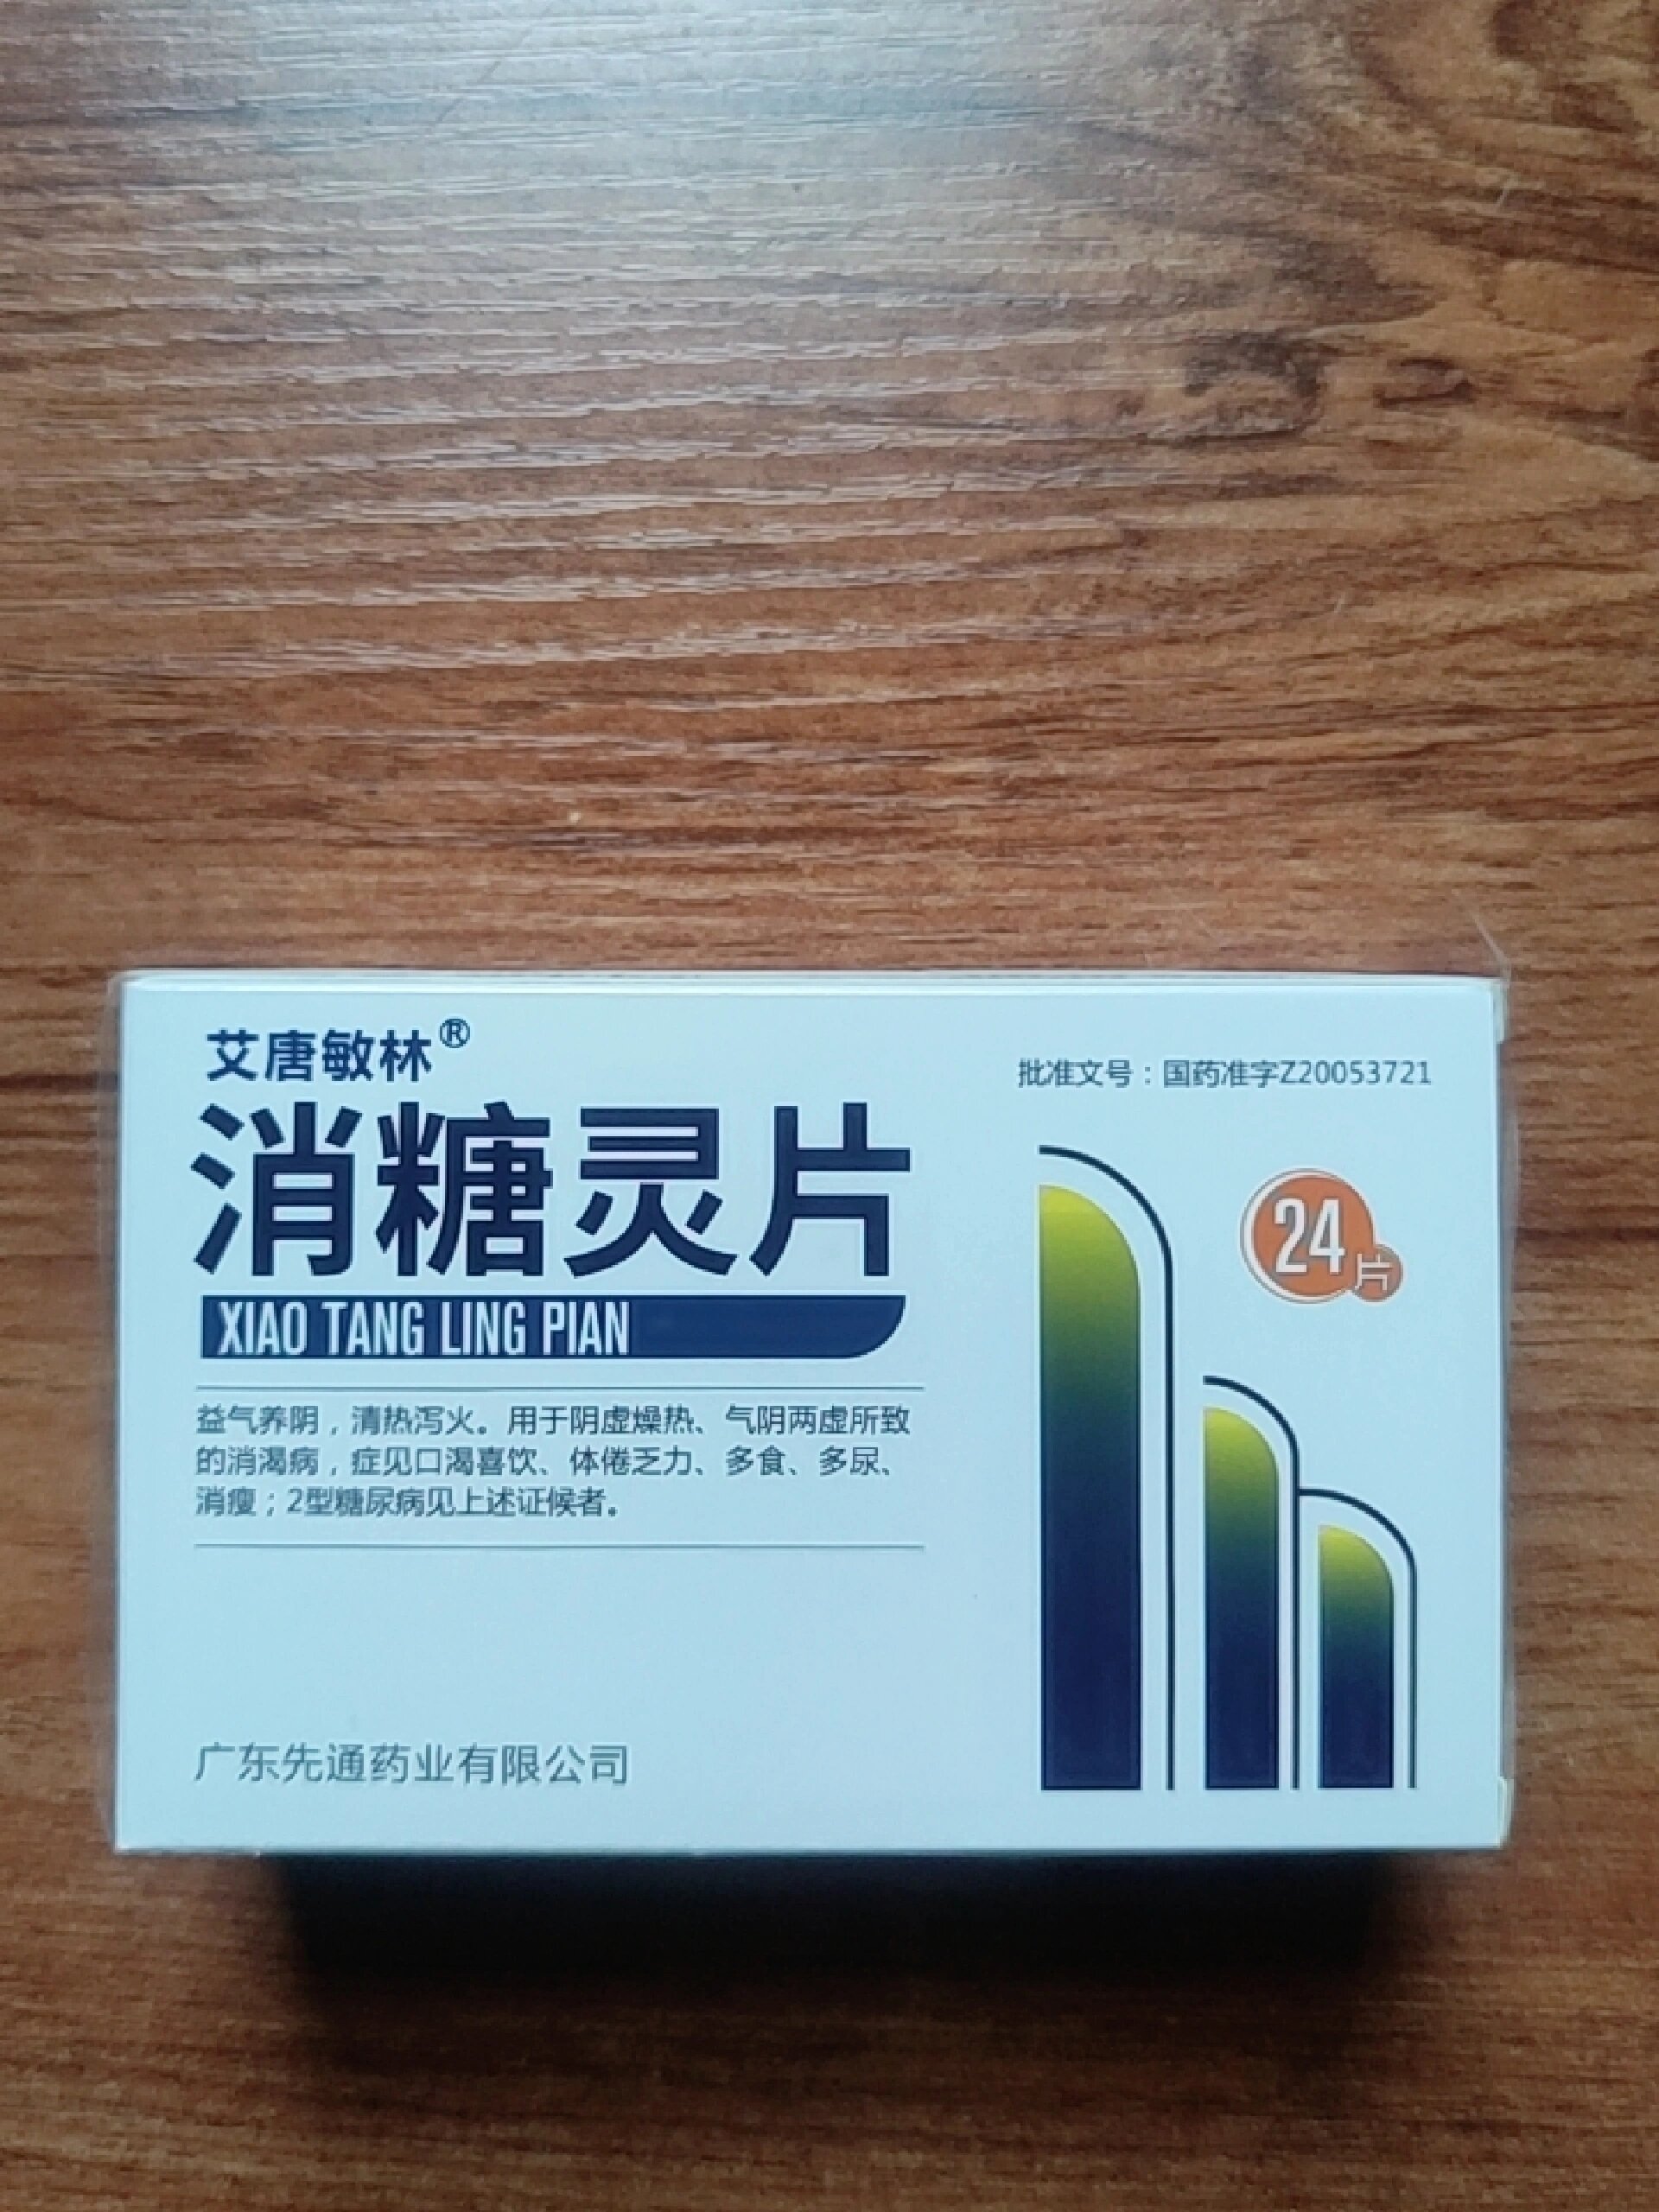 艾唐敏林®
批准文号：国药准字Z20053721
消糖灵片
24片
XIAO TANG LING PIAN
益气养阴，清热泻火。用于阴虚燥热、气阴两虚所致
的消渴病，症见口渴喜饮、体倦乏力、多食、多尿、
消瘦；2型糖尿病见上述证候者。
广东先通药业有限公司